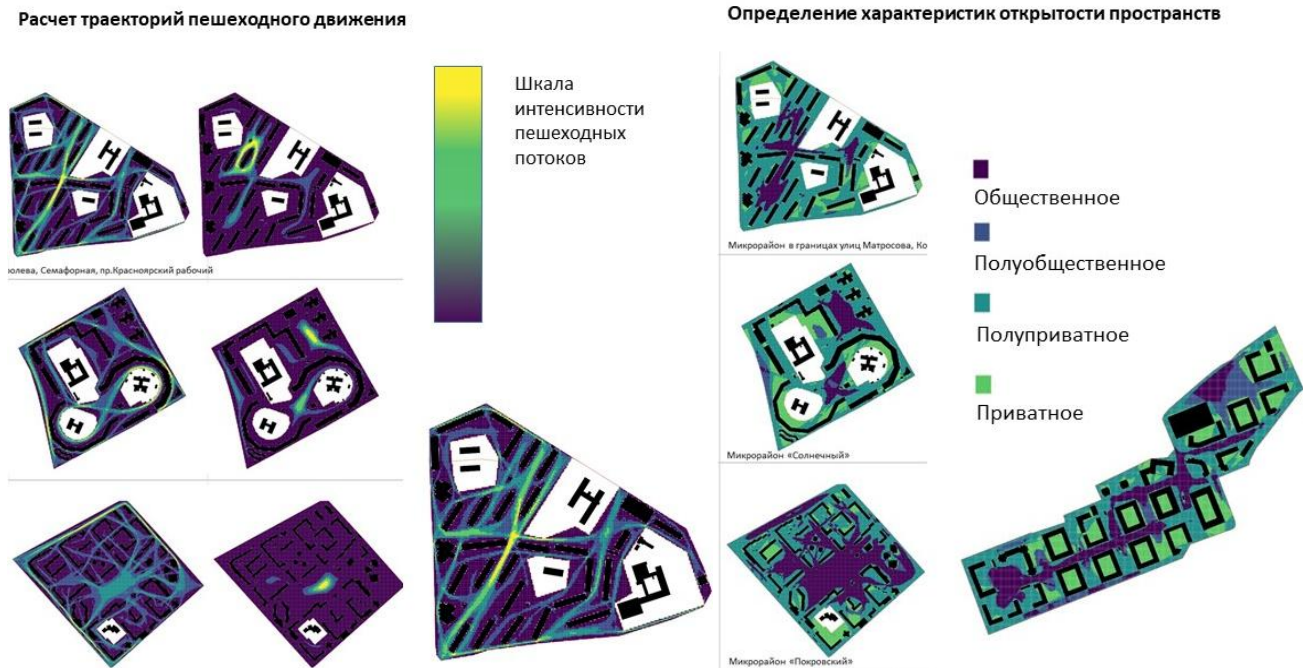 Расчет траекторий пешеходного движения
Шкала
интенсивности
пешеходных
потоков
ролева, Семафорная, пр.Красноярский рабочий
Определение характеристик открытости пространств
Микрорайон в границах улиц Матросова, Ко
Микрорайон «Солнечный»
Микрорайон «Покровский»
Общественное
Полуобщественное
Полуприватное
Приватное